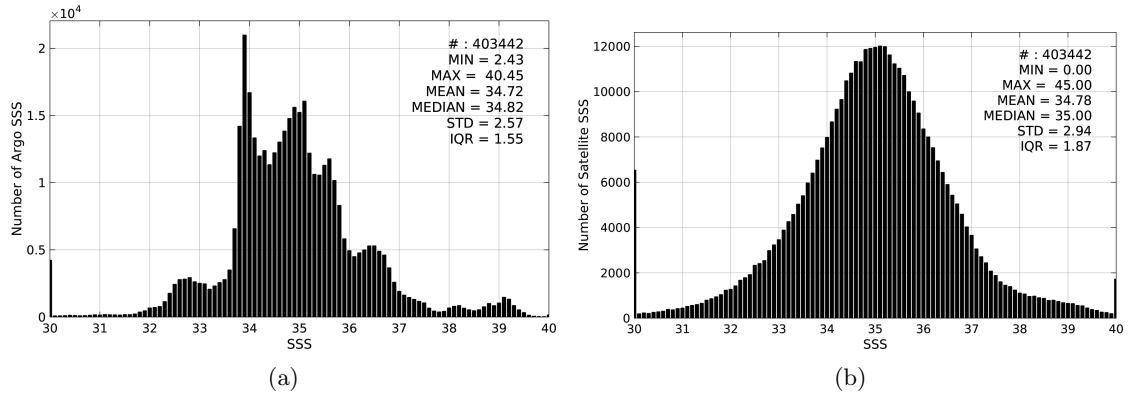 ×10⁴
2
1.5
1
0.5
0
Number of Argo SSS
# : 403442
MIN = 2.43
MAX = 40.45
MEAN = 34.72
MEDIAN = 34.82
STD = 2.57
IQR = 1.55
30 31 32 33 34 35 36 37 38 39 40
SSS
(a)
12000
10000
8000
6000
4000
2000
0
Number of Satellite SSS
# : 403442
MIN = 0.00
MAX = 45.00
MEAN = 34.78
MEDIAN = 35.00
STD = 2.94
IQR = 1.87
30 31 32 33 34 35 36 37 38 39 40
SSS
(b)